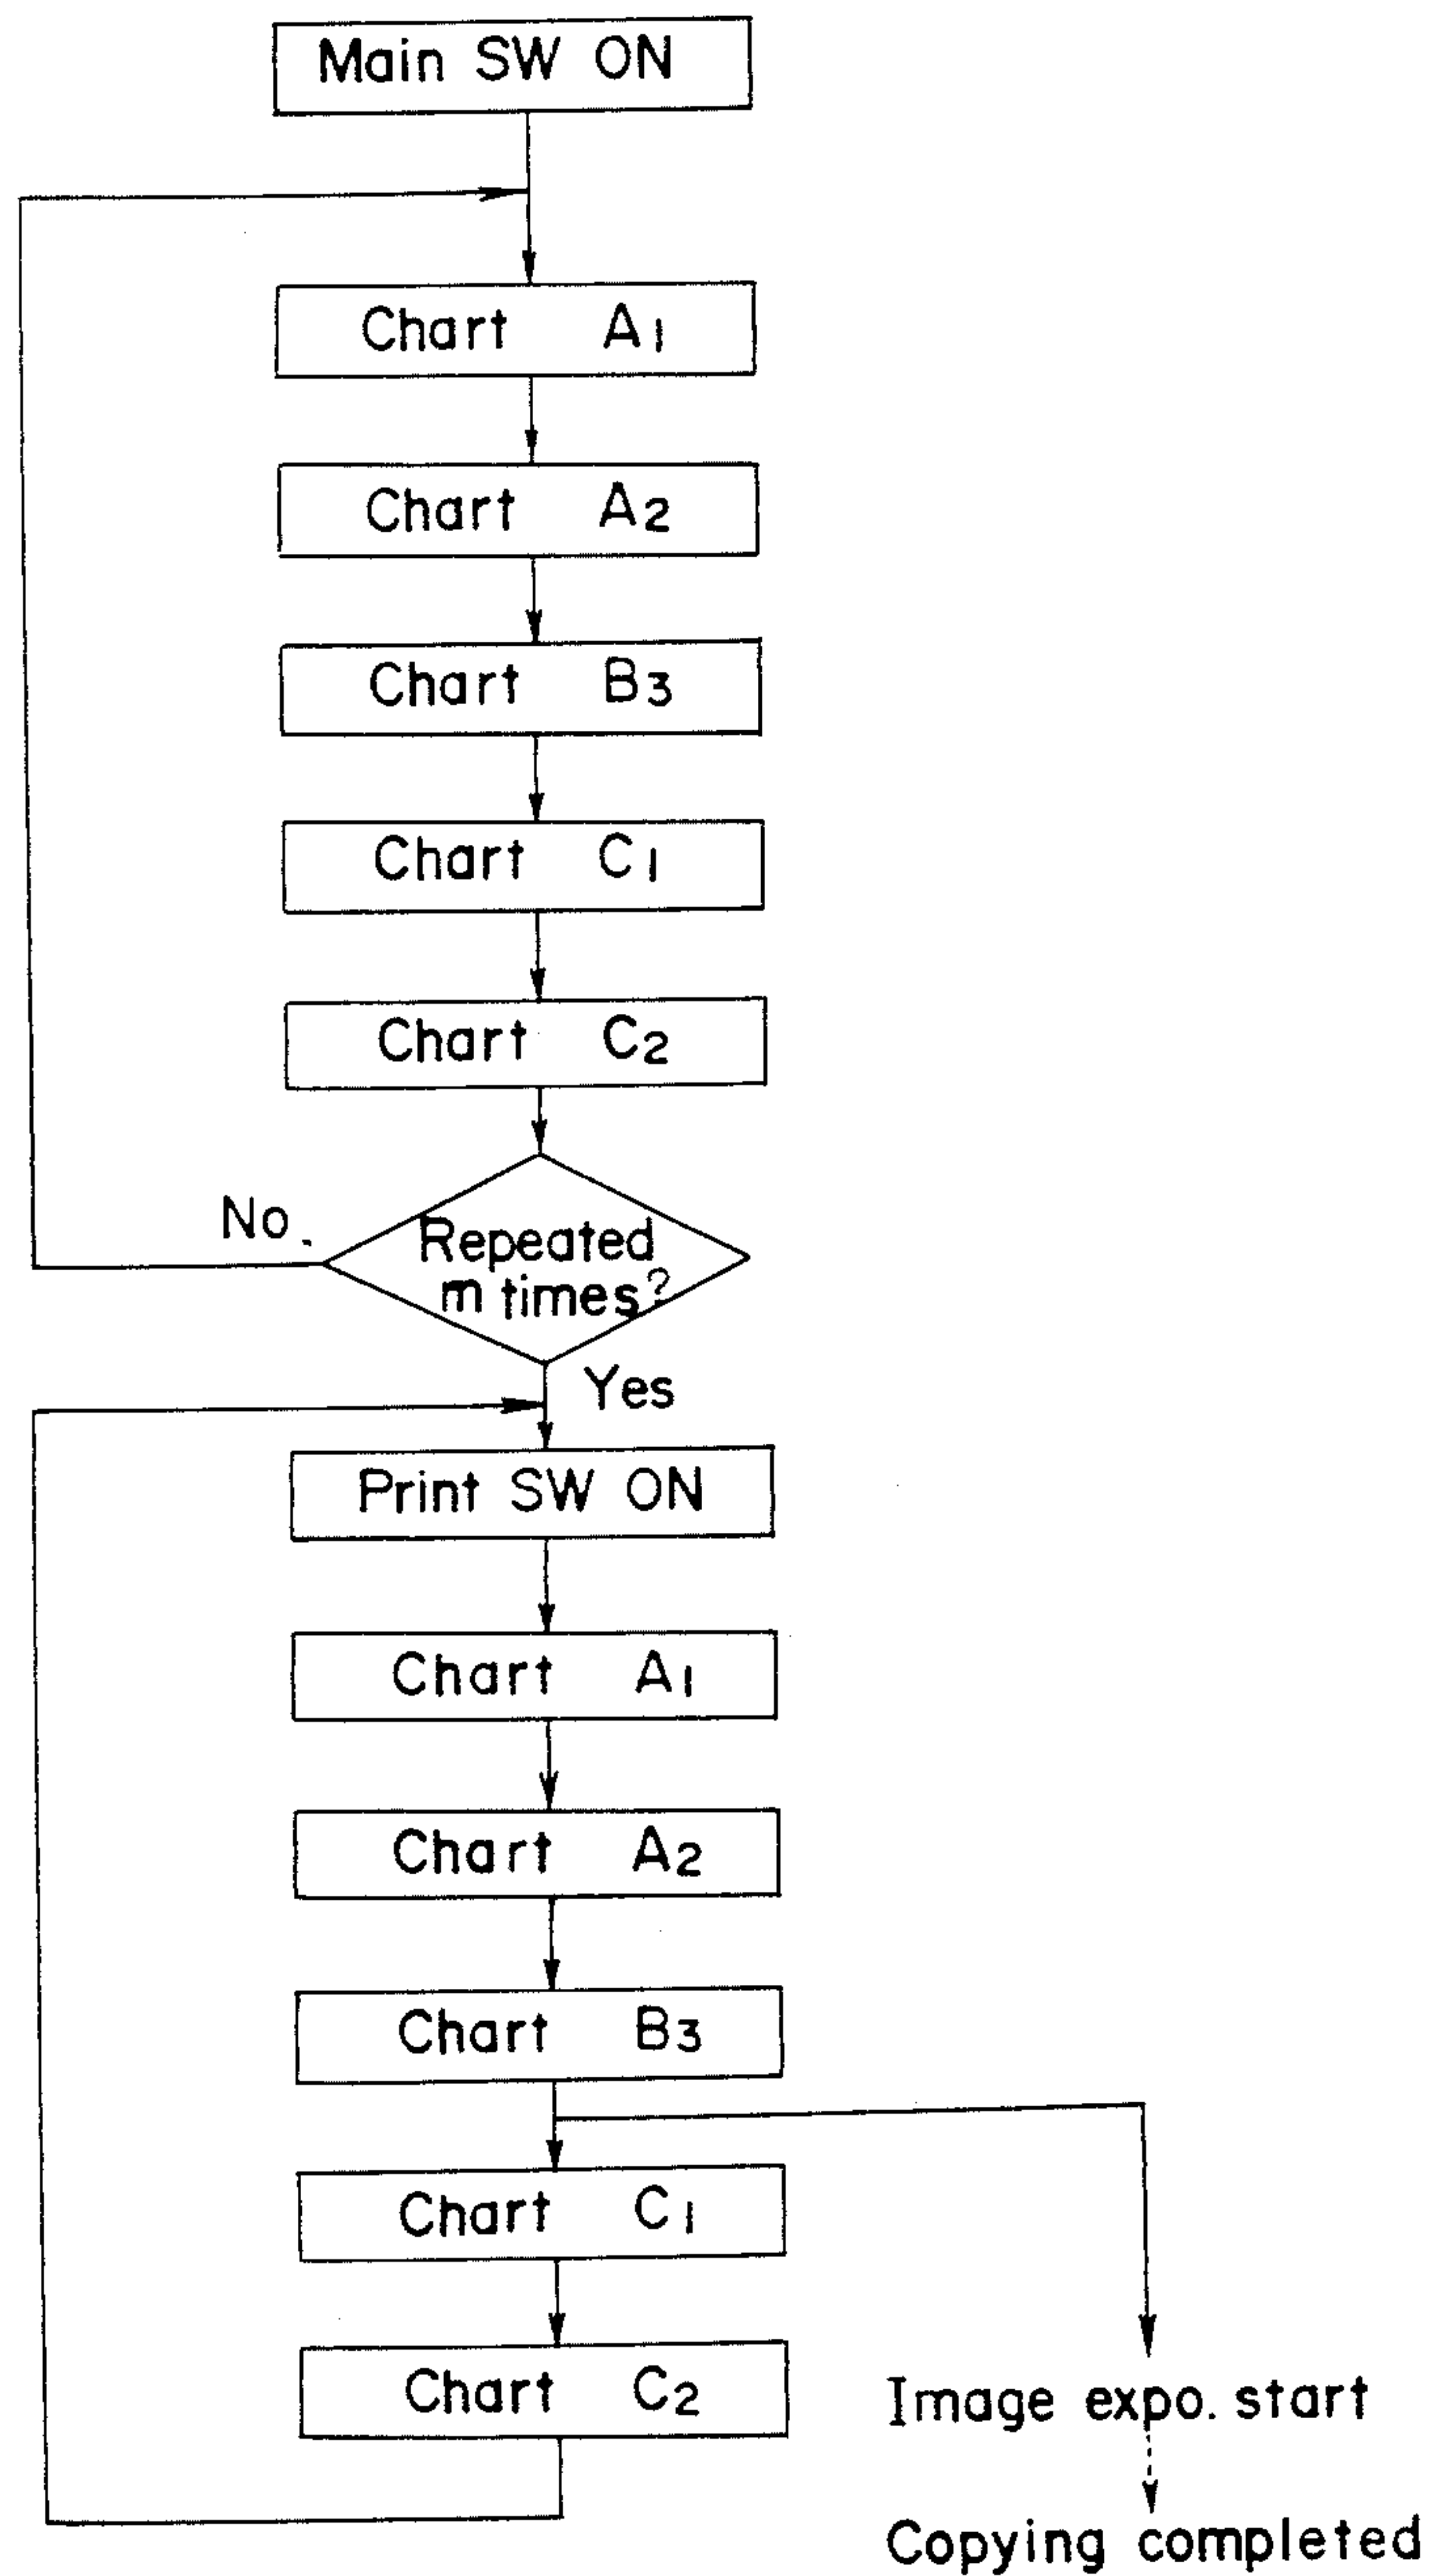 Main SW ON
Chart A1
Chart A2
Chart B3
Chart C1
Chart C2
No.
Repeated
m times?
Yes
Print SW ON
Chart A1
Chart A2
Chart B3
Chart C1
Chart C2
Image expo. start
Copying completed